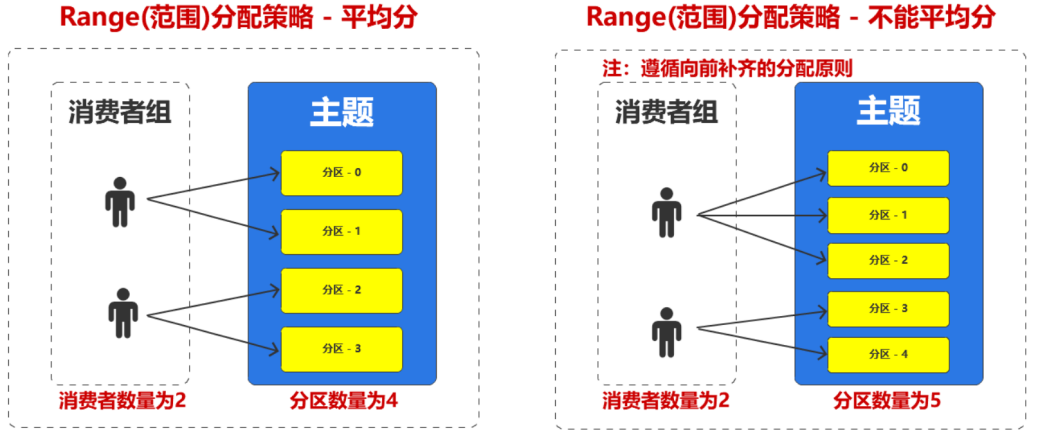 Range(范围)分配策略 - 平均分
消费者组
主题
分区 - 0
分区 - 1
分区 - 2
分区 - 3
消费者数量为2
分区数量为4
Range(范围)分配策略 - 不能平均分
注：遵循向前补齐的分配原则
消费者组
主题
分区 - 0
分区 - 1
分区 - 2
分区 - 3
分区 - 4
消费者数量为2
分区数量为5